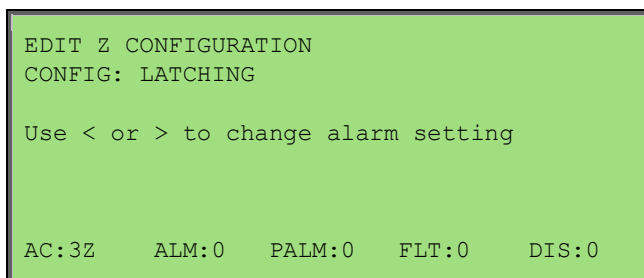 EDIT Z CONFIGURATION
CONFIG: LATCHING
Use < or > to change alarm setting
AC:3Z ALM:0 PALM:0 FLT:0 DIS:0